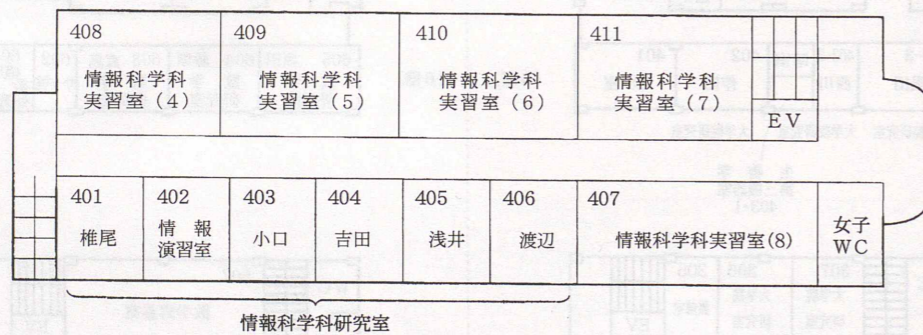 408
409
410
411
情報科学科
実習室(4)
情報科学科
実習室(5)
情報科学科
実習室(6)
情報科学科
実習室(7)
EV
401
402
403
404
405
406
407
椎尾
情報
演習室
小口
吉田
浅井
渡辺
情報科学科実習室(8)
女子
WC
情報科学科研究室